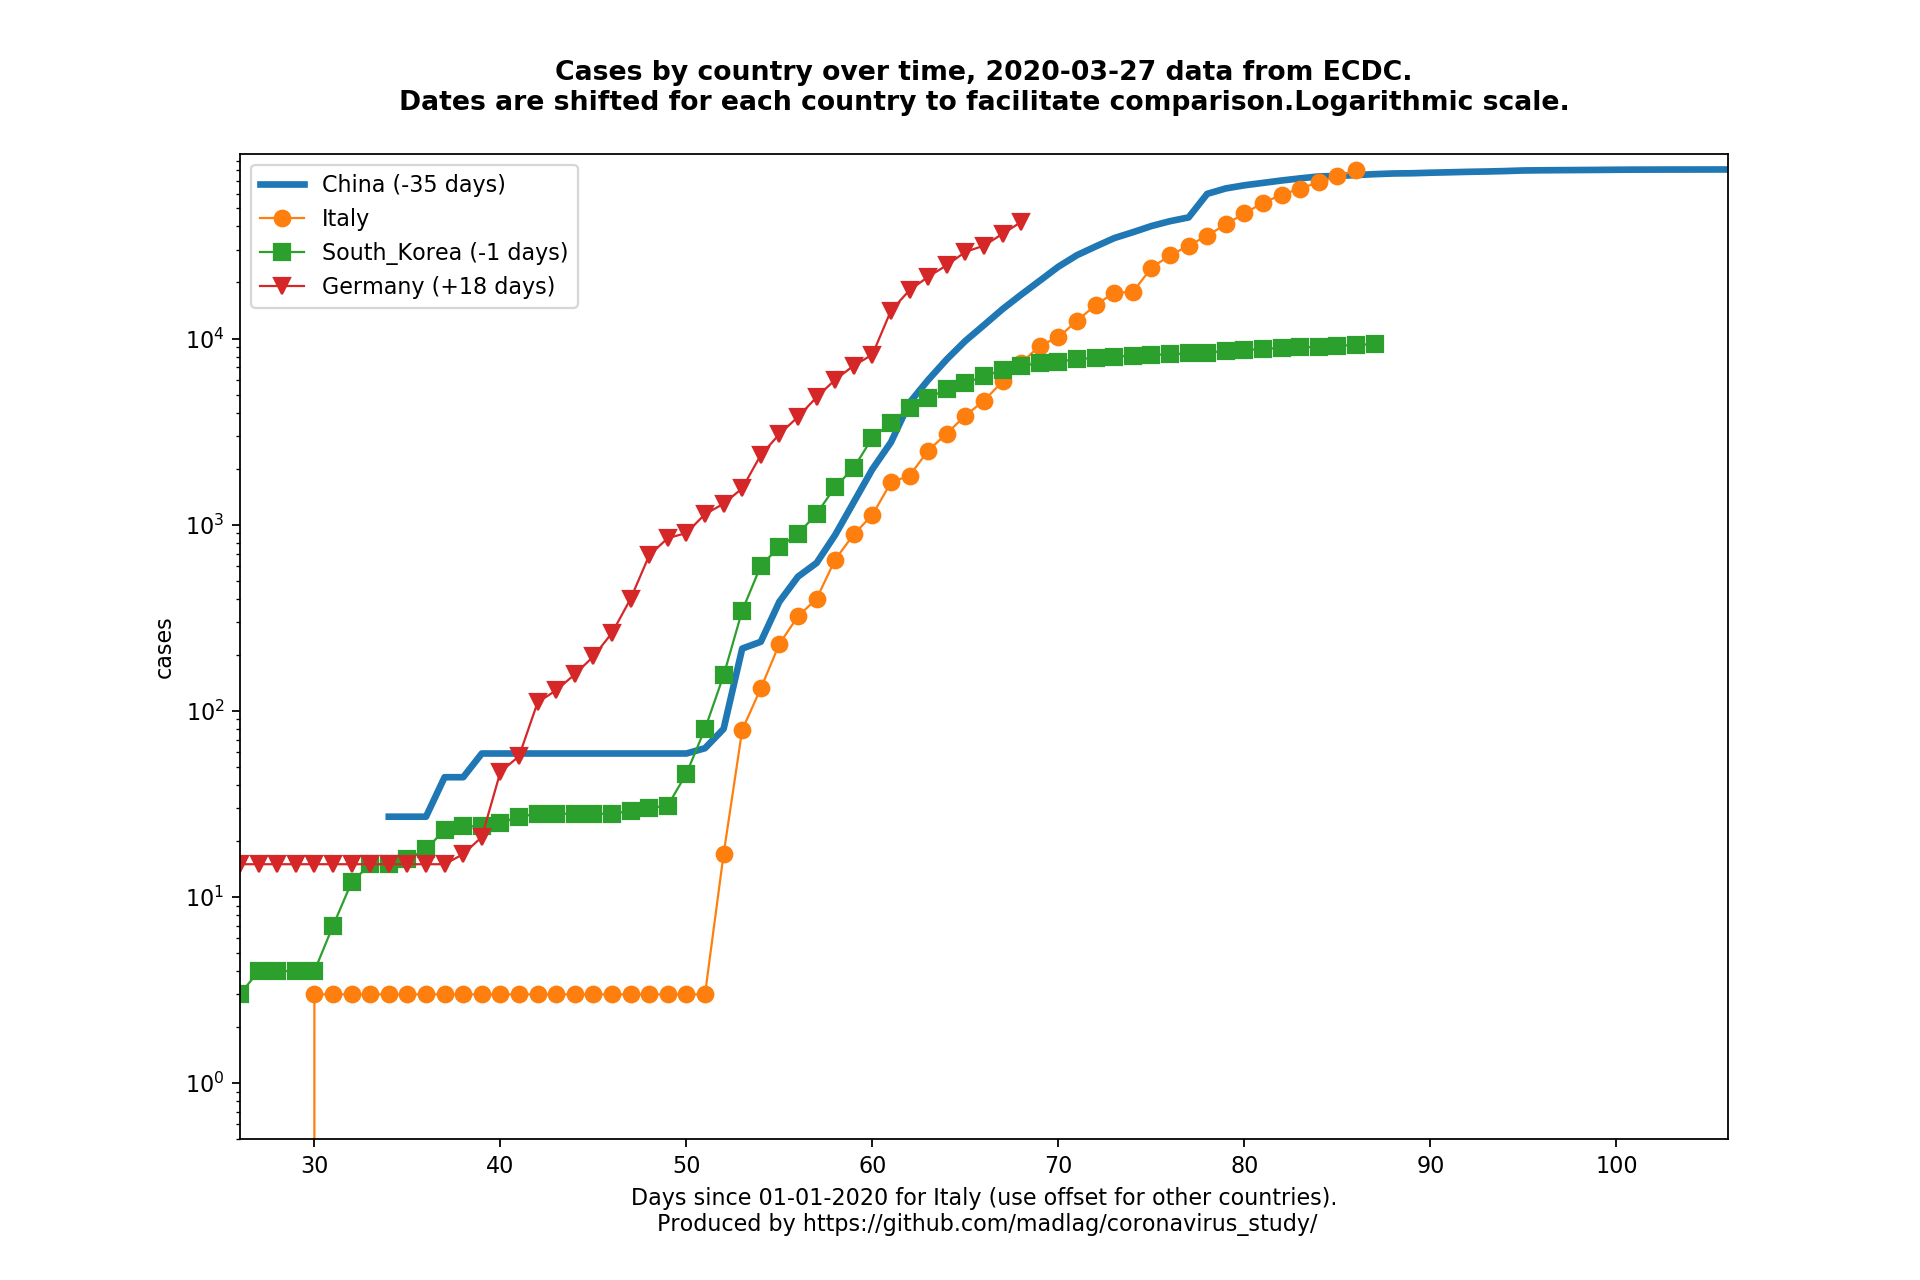 Cases by country over time, 2020-03-27 data from ECDC.
Dates are shifted for each country to facilitate comparison.Logarithmic scale.
China (-35 days)
Italy
South_Korea (-1 days)
Germany (+18 days)
10⁴
10³
10²
10¹
10⁰
cases
30 40 50 60 70 80 90 100
Days since 01-01-2020 for Italy (use offset for other countries).
Produced by https://github.com/madlag/coronavirus_study/